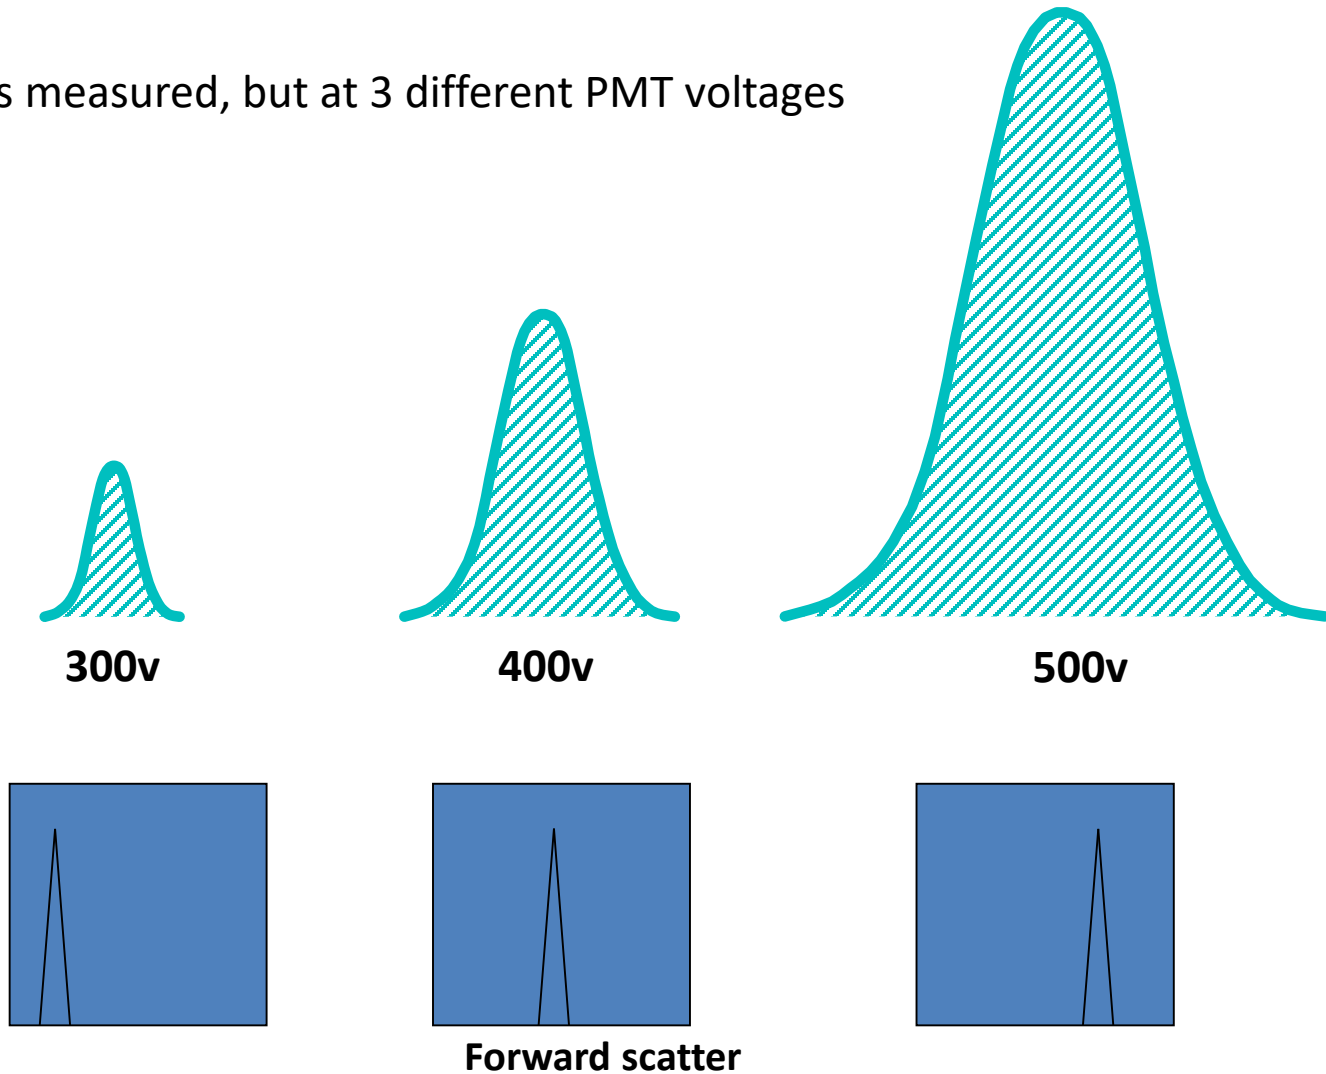 s measured, but at 3 different PMT voltages
300v
400v
500v
Forward scatter